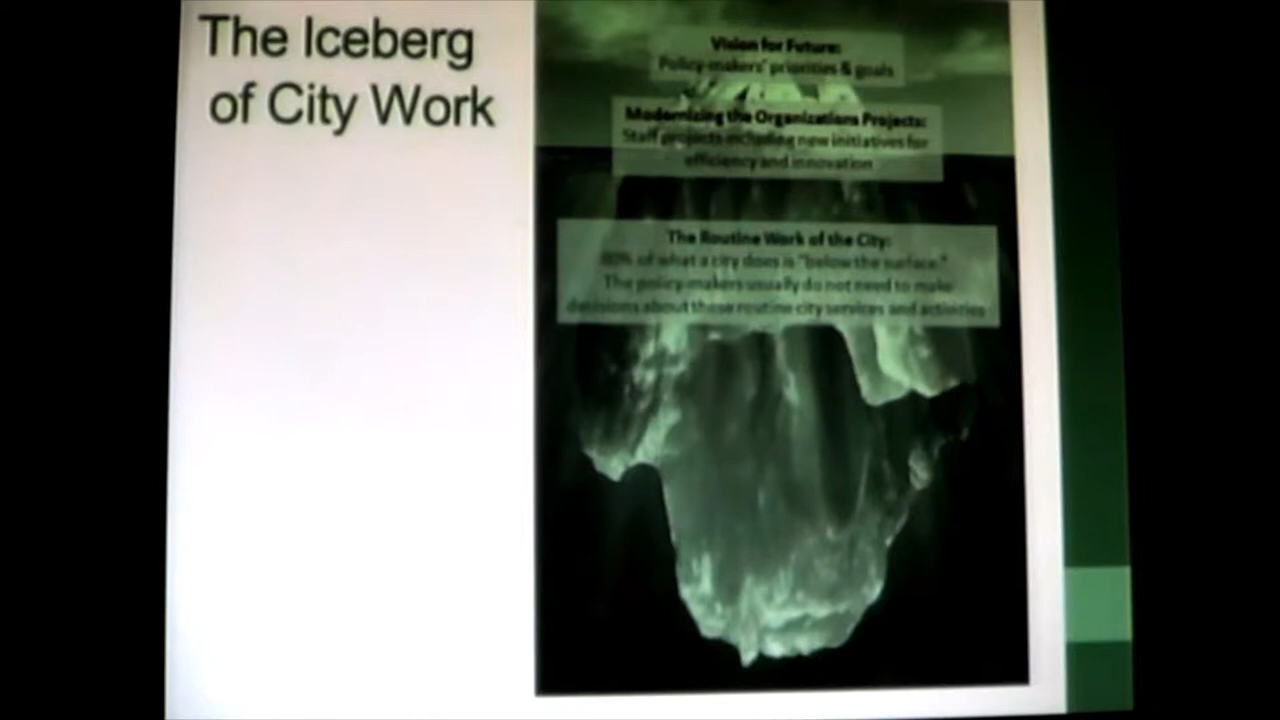 The Iceberg
of City Work
Vision for Future:
Policy-makers' priorities & goals
Modernizing the Organizations Projects:
Staff projects including new initiatives for
efficiency and innovation
The Routine Work of the City:
80% of what a city does is "below the surface."
The policy-makers usually do not need to make
decisions about these routine city services and activities